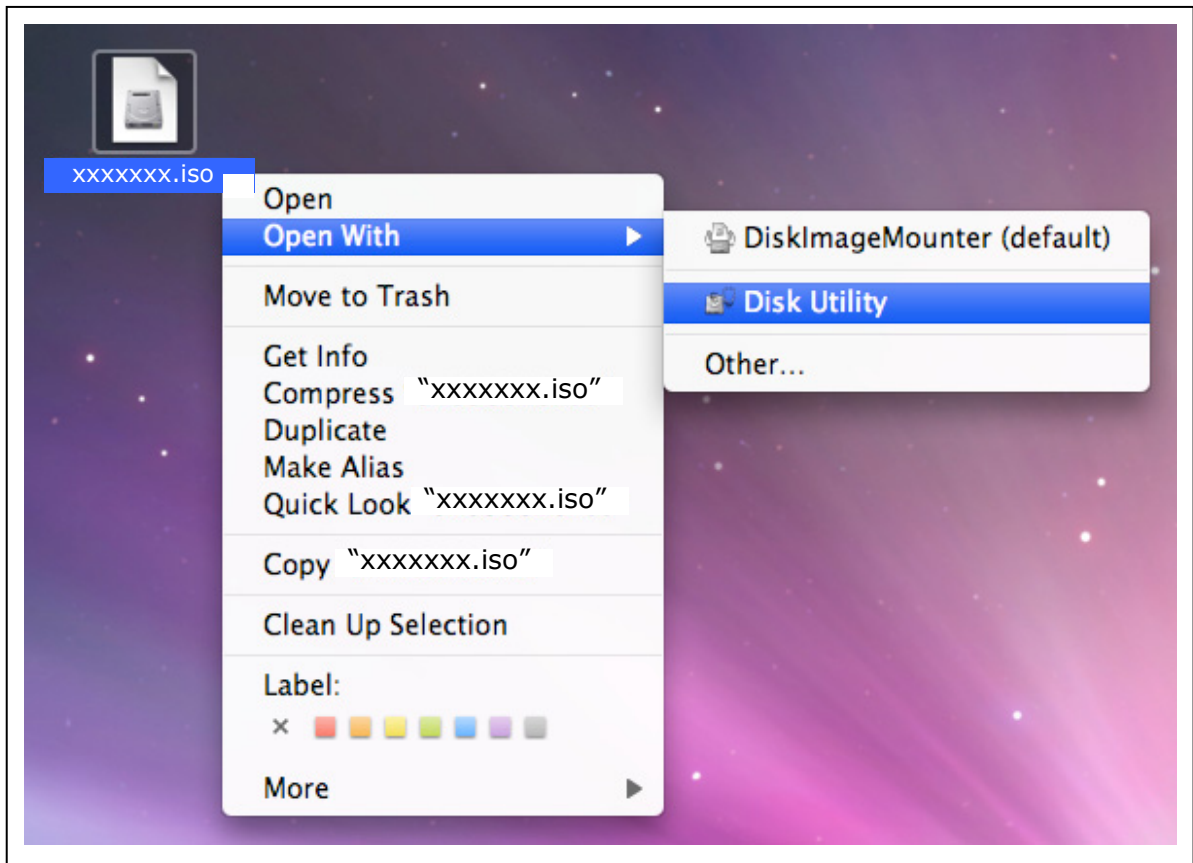 xxxxxxx.iso
Open
Open With
DiskImageMounter (default)
Disk Utility
Other...
Move to Trash
Get Info
Compress “xxxxxxx.iso”
Duplicate
Make Alias
Quick Look “xxxxxxx.iso”
Copy “xxxxxxx.iso”
Clean Up Selection
Label:
×
More